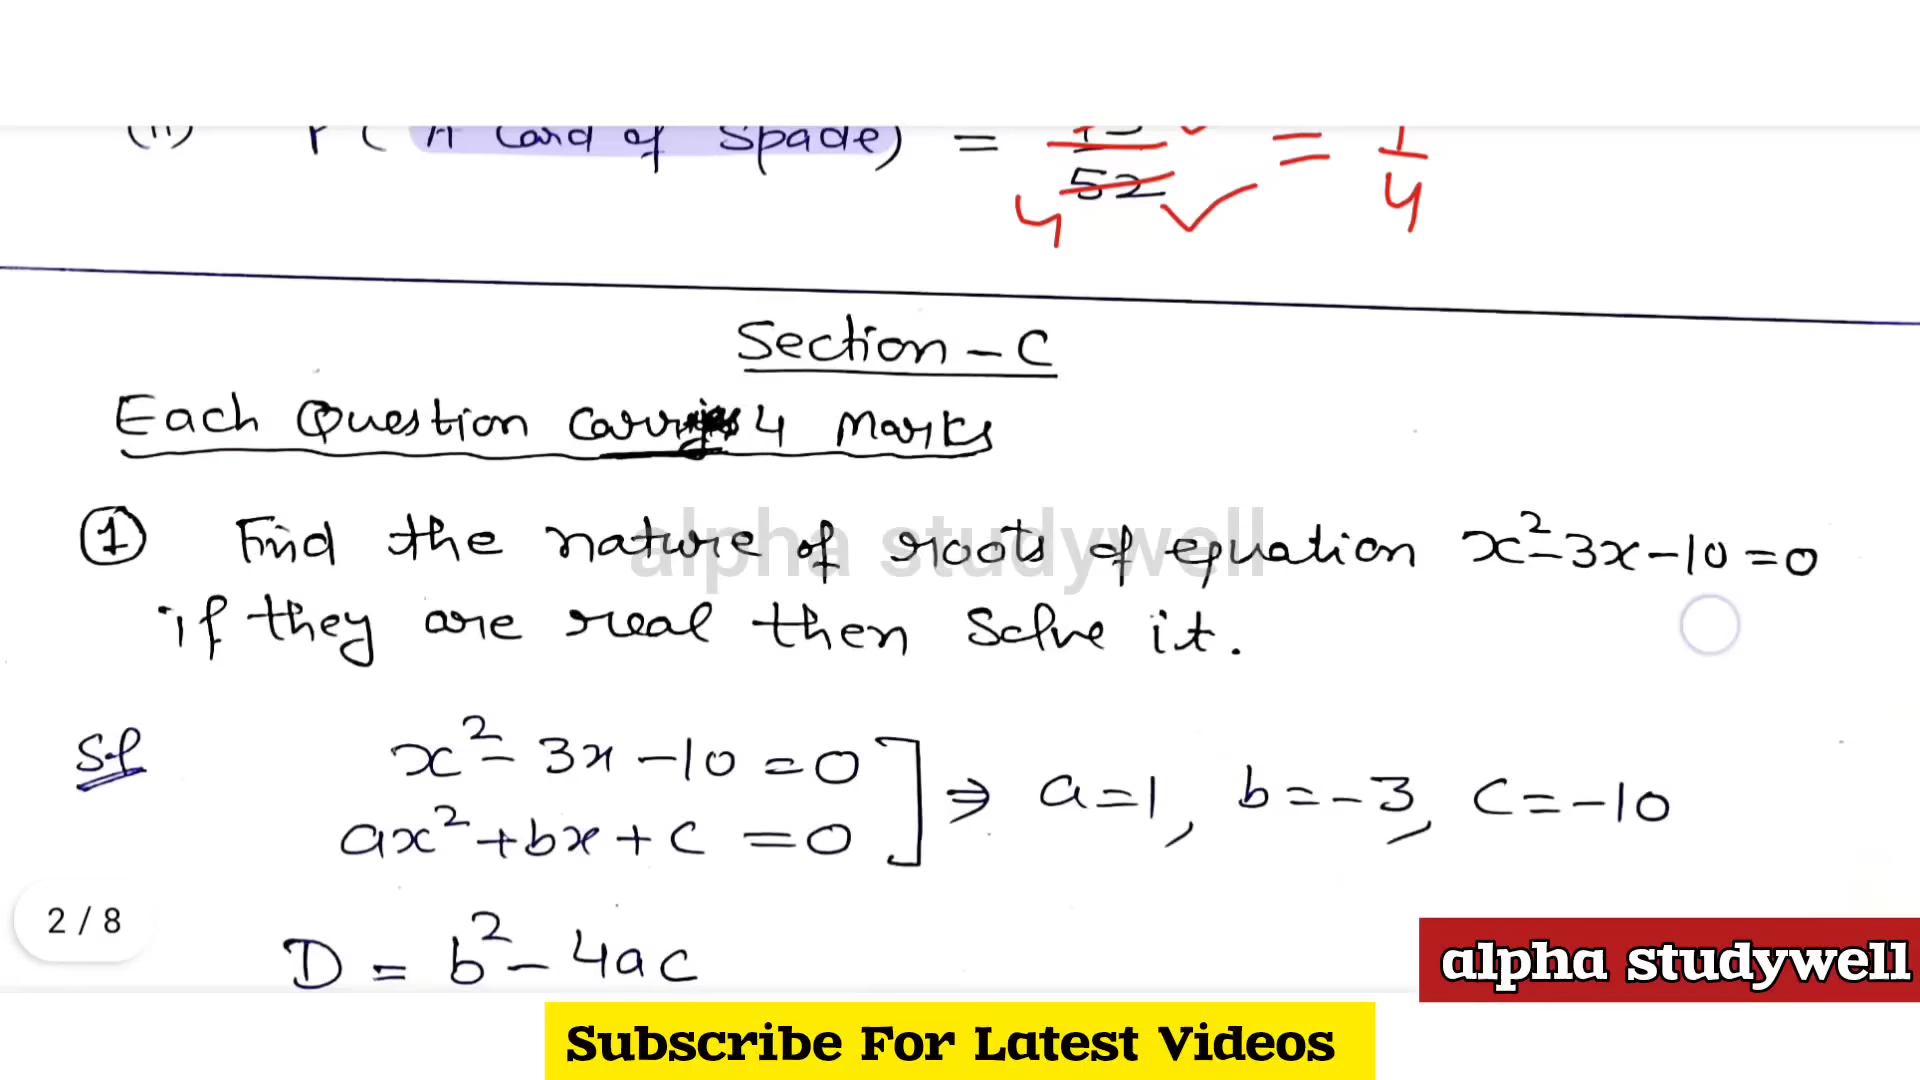 (ii) P( A Card of Spade) = 13/52 = 1/4
4
Section - C
Each Question carries 4 Marks
① Find the nature of roots of equation x² - 3x - 10 = 0
if they are real then Solve it.
alpha studywell
Sol x² - 3x - 10 = 0
ax² + bx + c = 0 ] ⇒ a = 1, b = -3, c = -10
2 / 8
D = b² - 4ac
alpha studywell
Subscribe For Latest Videos